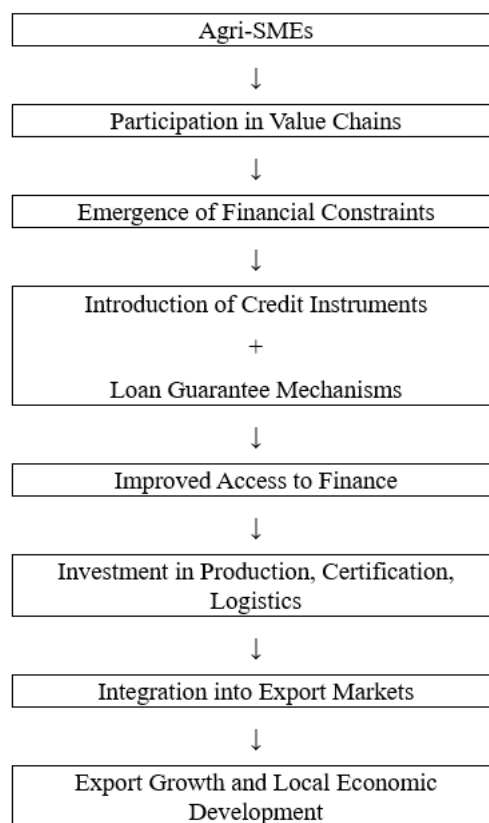 Agri-SMEs
↓
Participation in Value Chains
↓
Emergence of Financial Constraints
↓
Introduction of Credit Instruments
+
Loan Guarantee Mechanisms
↓
Improved Access to Finance
↓
Investment in Production, Certification,
Logistics
↓
Integration into Export Markets
↓
Export Growth and Local Economic
Development